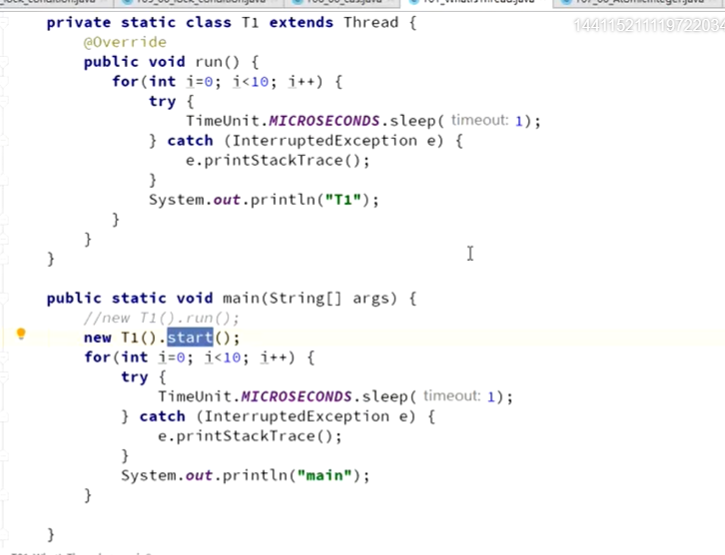 private static class T1 extends Thread {
@Override
public void run() {
for(int i=0; i<10; i++) {
try {
TimeUnit.MICROSECONDS.sleep( timeout: 1);
} catch (InterruptedException e) {
e.printStackTrace();
}
System.out.println("T1");
}
}
}
public static void main(String[] args) {
//new T1().run();
new T1().start();
for(int i=0; i<10; i++) {
try {
TimeUnit.MICROSECONDS.sleep( timeout: 1);
} catch (InterruptedException e) {
e.printStackTrace();
}
System.out.println("main");
}
}